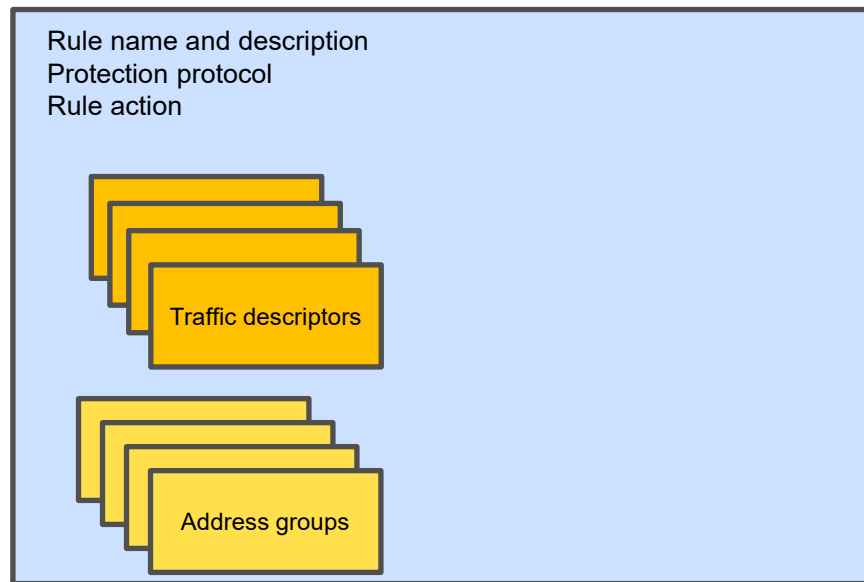 Rule name and description
Protection protocol
Rule action
Traffic descriptors
Address groups